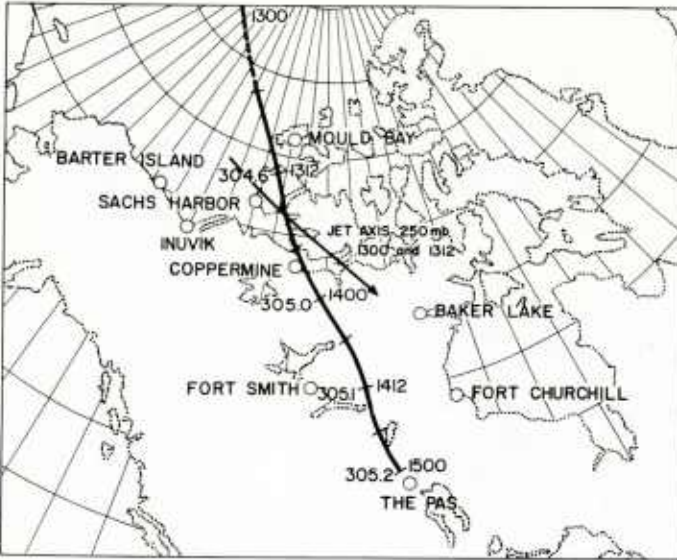 1300
MOULD BAY
BARTER ISLAND
304.6
1312
SACHS HARBOR
JET AXIS 250 mb
1300 and 1312
INUVIK
COPPERMINE
305.0
1400
BAKER LAKE
FORT SMITH
305.1
1412
FORT CHURCHILL
305.2
1500
THE PAS